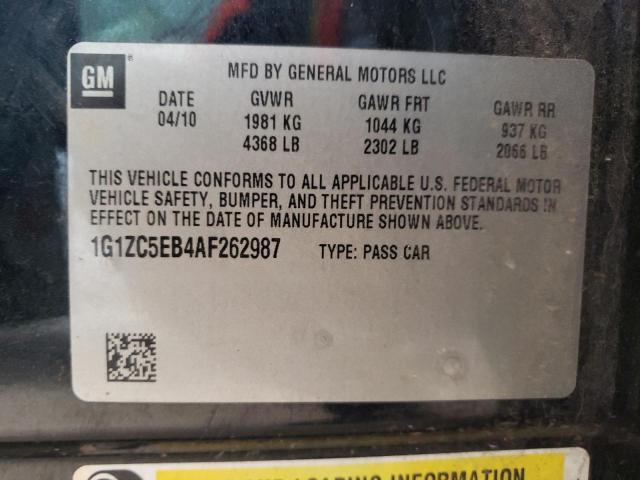 GM
MFD BY GENERAL MOTORS LLC
DATE GVWR GAWR FRT GAWR RR
04/10 1981 KG 1044 KG 937 KG
4368 LB 2302 LB 2066 LB
THIS VEHICLE CONFORMS TO ALL APPLICABLE U.S. FEDERAL MOTOR
VEHICLE SAFETY, BUMPER, AND THEFT PREVENTION STANDARDS IN
EFFECT ON THE DATE OF MANUFACTURE SHOWN ABOVE.
1G1ZC5EB4AF262987 TYPE: PASS CAR
LOADING INFORMATION